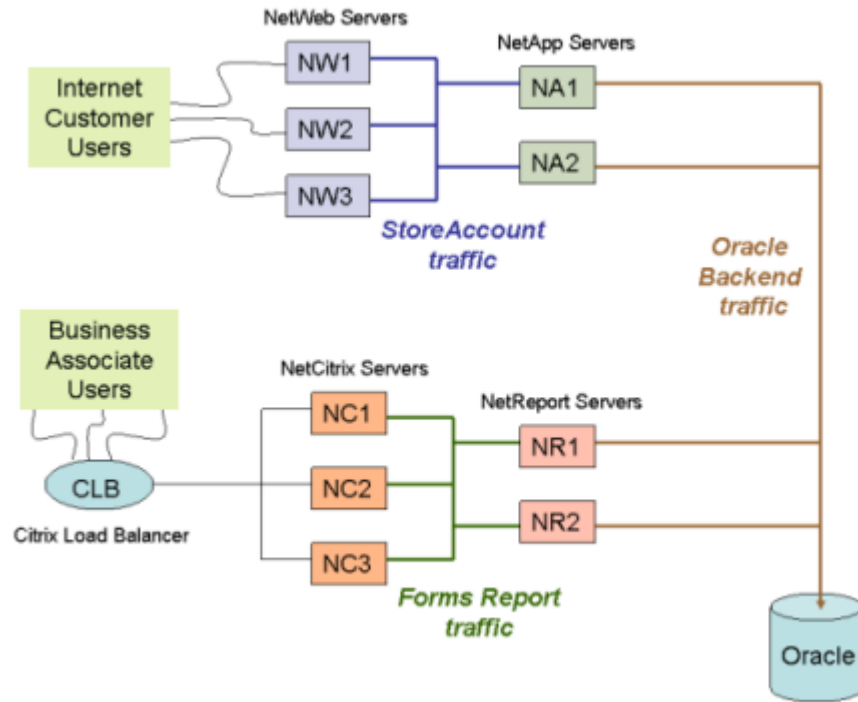 NetWeb Servers
NetApp Servers
Internet
Customer
Users
NW1
NW2
NW3
NA1
NA2
StoreAccount
traffic
Oracle
Backend
traffic
Business
Associate
Users
CLB
Citrix Load Balancer
NetCitrix Servers
NC1
NC2
NC3
NetReport Servers
NR1
NR2
Forms Report
traffic
Oracle